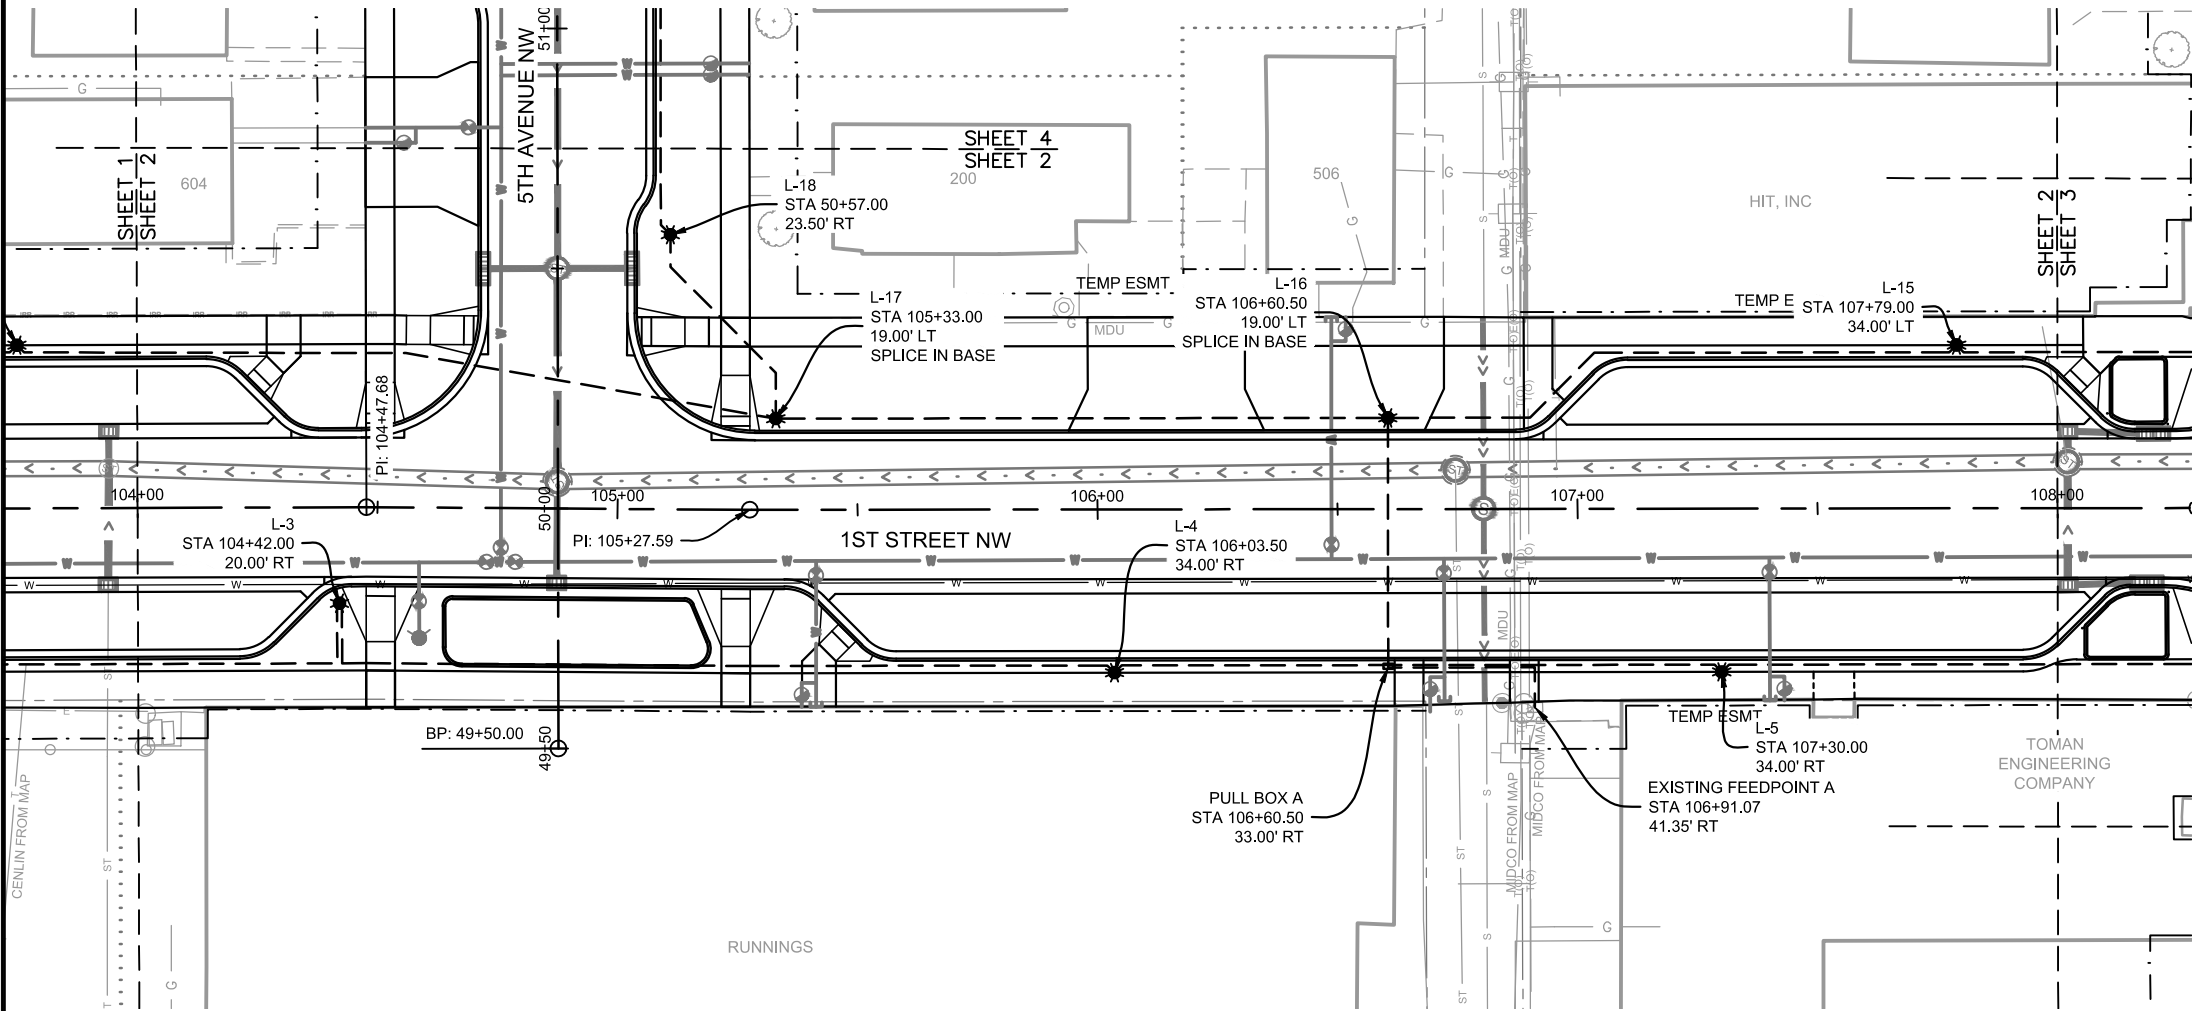 51+00
5TH AVENUE NW
G
SHEET 1
SHEET 2
604
SHEET 4
SHEET 2
200
506
G
G
HIT, INC
SHEET 2
SHEET 3
L-18
STA 50+57.00
23.50' RT
TEMP ESMT
L-17
STA 105+33.00
19.00' LT
SPLICE IN BASE
MDU
G
G
G
L-16
STA 106+60.50
19.00' LT
SPLICE IN BASE
G MDU
TEMP E
L-15
STA 107+79.00
34.00' LT
PI: 104+47.68
104+00
50+00
105+00
106+00
107+00
108+00
L-3
STA 104+42.00
20.00' RT
PI: 105+27.59
1ST STREET NW
L-4
STA 106+03.50
34.00' RT
W
W
W
W
W
W
W
W
W
W
W
W
MDU
BP: 49+50.00
49+50
TEMP ESMT
L-5
STA 107+30.00
34.00' RT
PULL BOX A
STA 106+60.50
33.00' RT
EXISTING FEEDPOINT A
STA 106+91.07
41.35' RT
TOMAN
ENGINEERING
COMPANY
CENLIN FROM MAP
MIDCO FROM MAP
MIDCO FROM MAP
RUNNINGS
ST
ST
ST
G
G